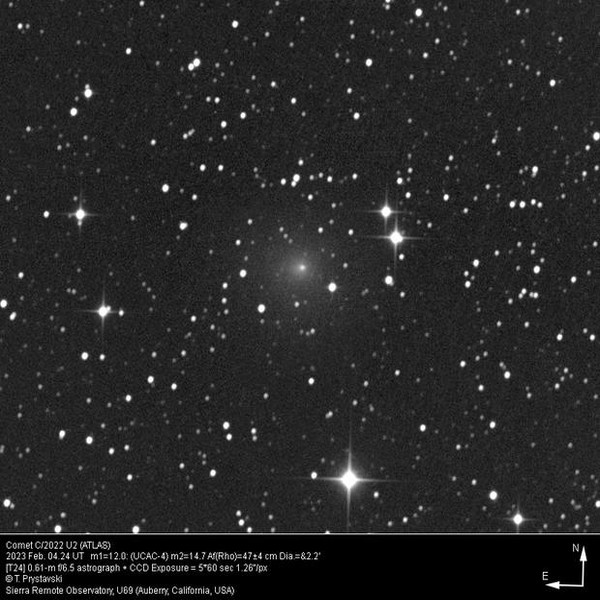 Comet C/2022 U2 (ATLAS)
2023 Feb. 04.24 UT m1=12.0: (UCAC-4) m2=14.7 Af(Rho)=47±4 cm Dia.=&2.2'
[T24] 0.61-m f/6.5 astrograph + CCD Exposure = 5*60 sec 1.26"/px
© T. Prystavski
Sierra Remote Observatory, U69 (Auberry, California, USA)
N
E